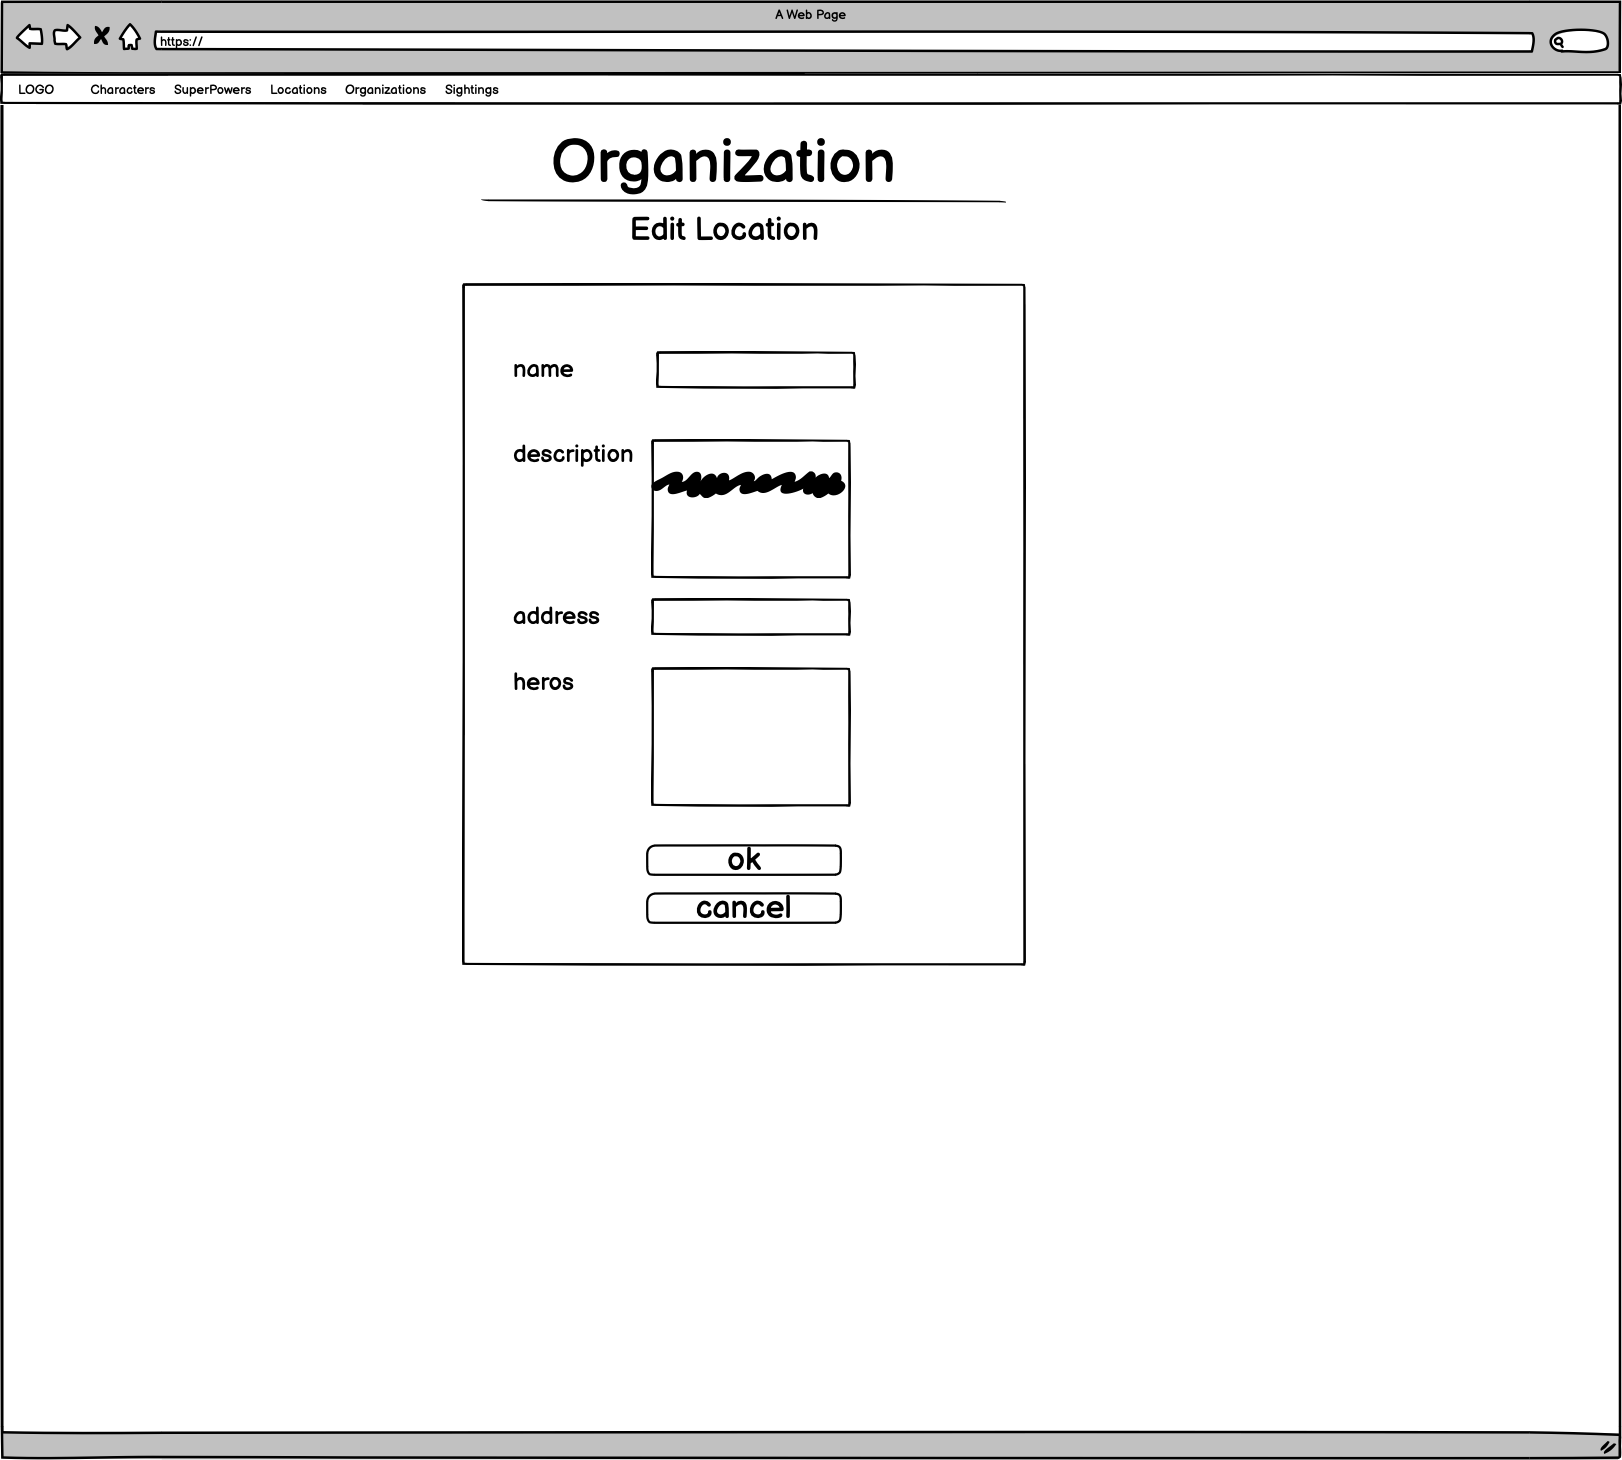 A Web Page
https://
LOGO Characters SuperPowers Locations Organizations Sightings
Organization
Edit Location
name
description
address
heros
ok
cancel